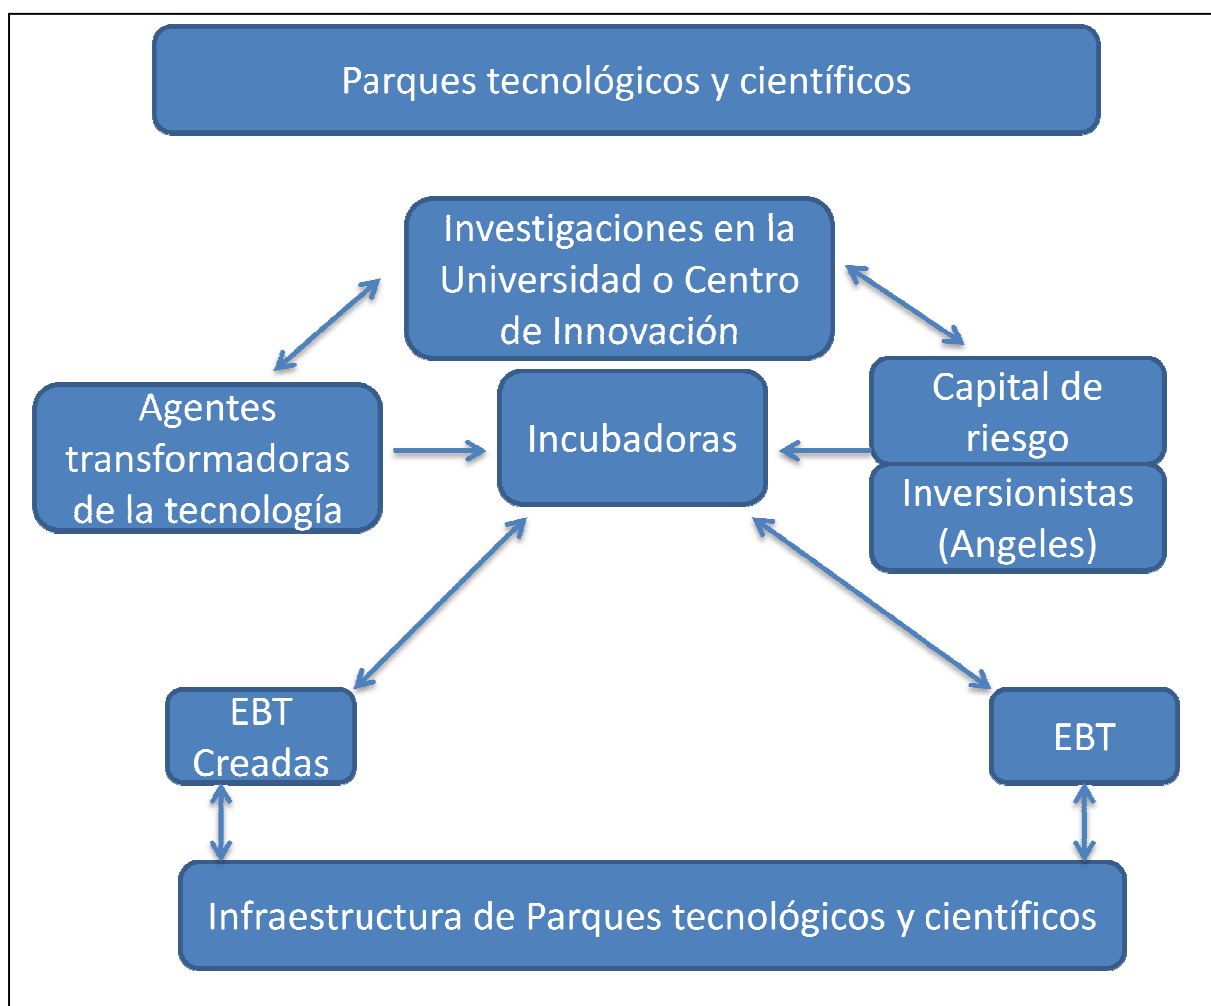 Parques tecnológicos y científicos
Investigaciones en la
Universidad o Centro
de Innovación
Agentes
transformadoras
de la tecnología
Incubadoras
Capital de
riesgo
Inversionistas
(Angeles)
EBT
Creadas
EBT
Infraestructura de Parques tecnológicos y científicos